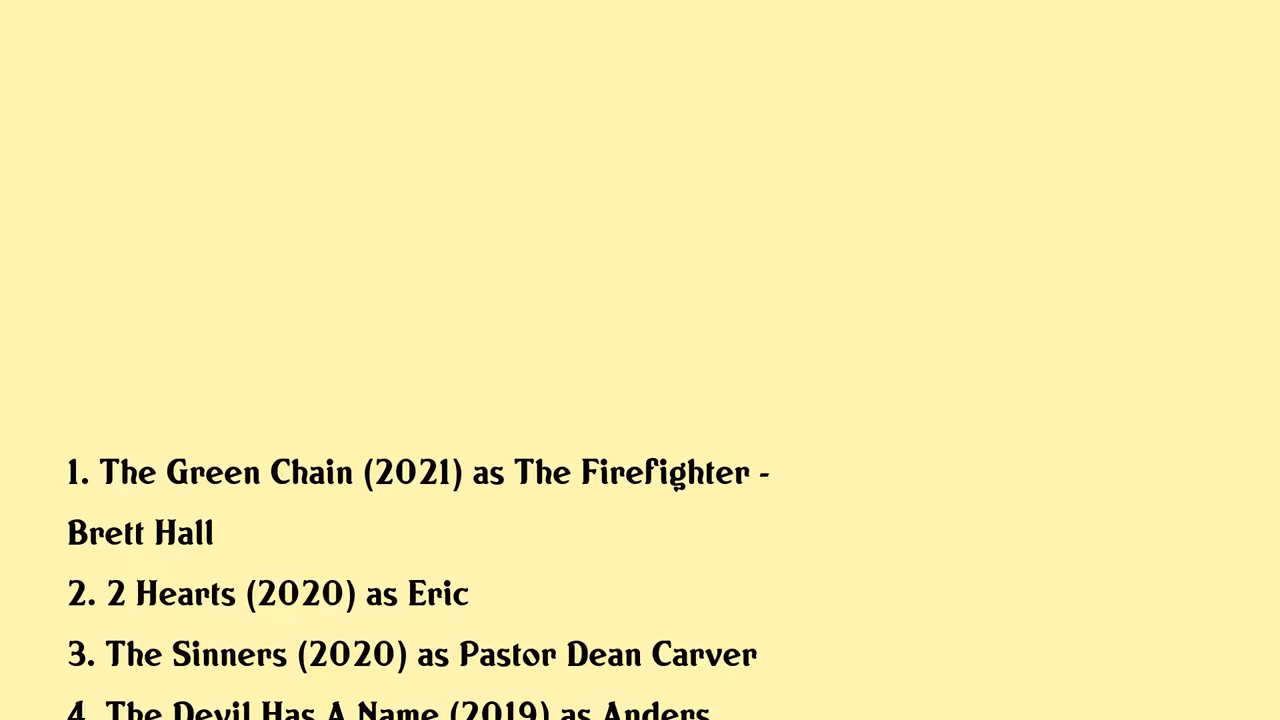 1. The Green Chain (2021) as The Firefighter -
Brett Hall
2. 2 Hearts (2020) as Eric
3. The Sinners (2020) as Pastor Dean Carver
4. The Devil Has A Name (2019) as Anders